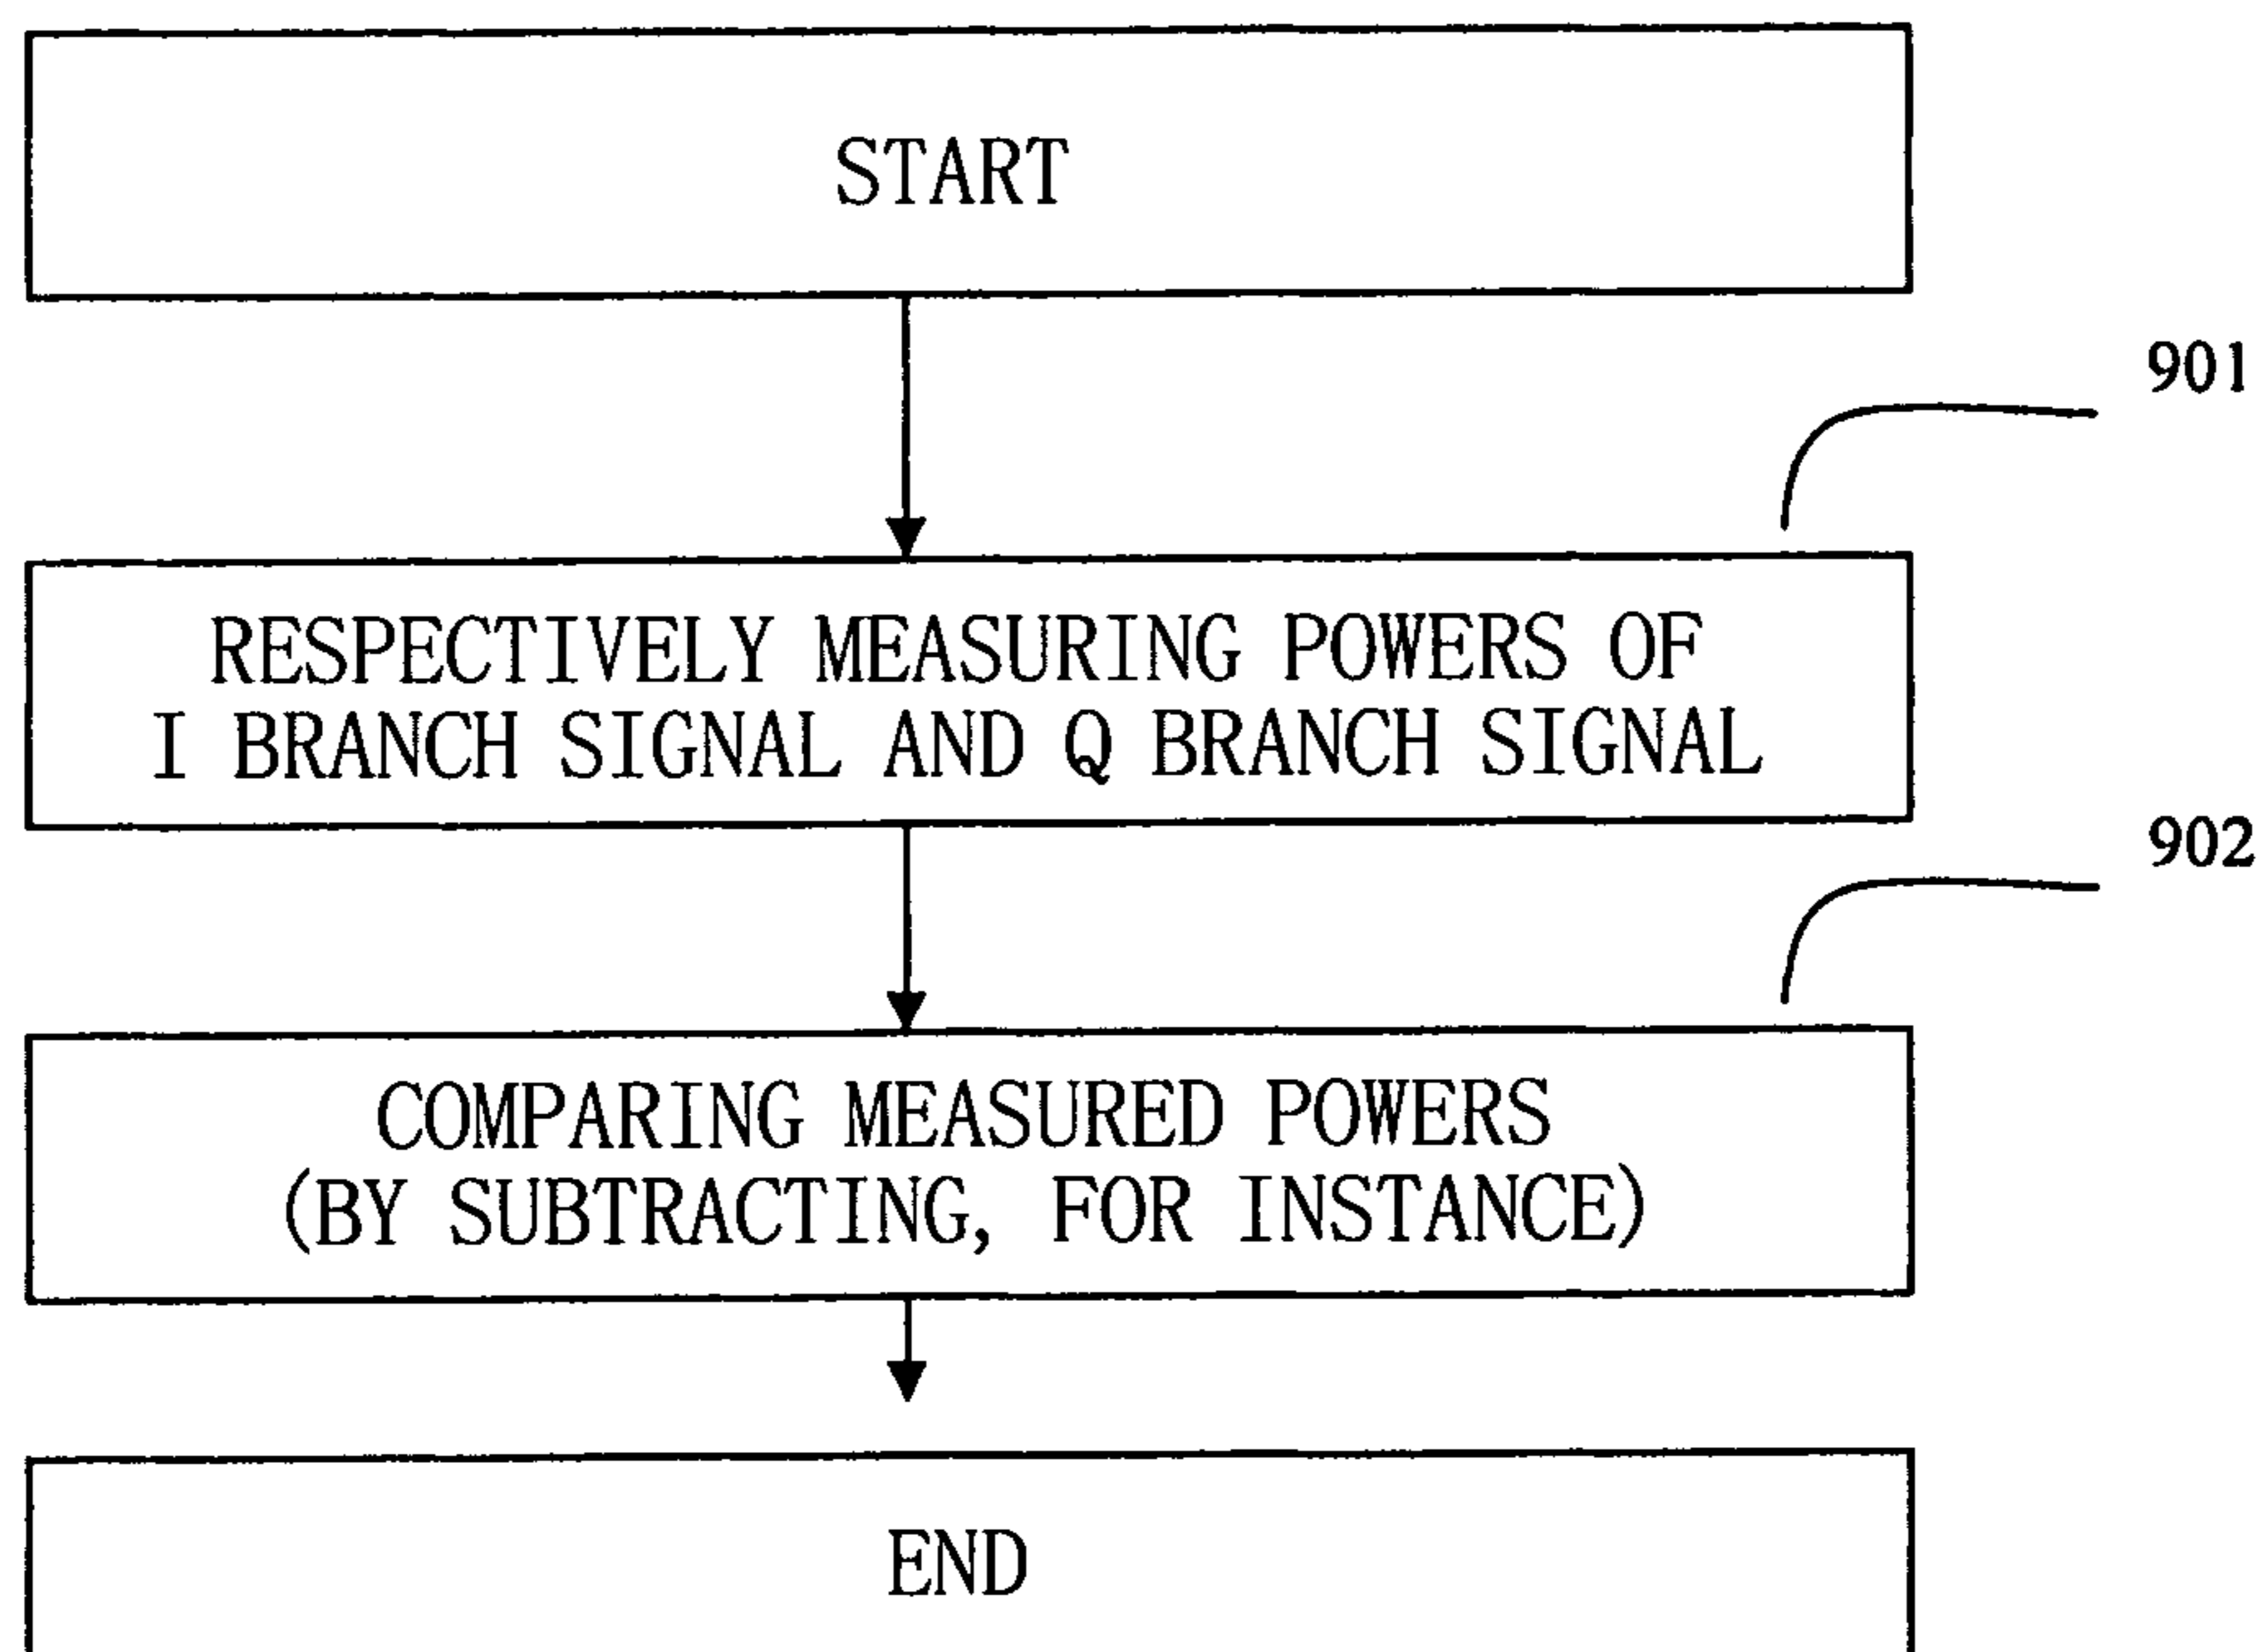 START
901
RESPECTIVELY MEASURING POWERS OF
I BRANCH SIGNAL AND Q BRANCH SIGNAL
902
COMPARING MEASURED POWERS
(BY SUBTRACTING, FOR INSTANCE)
END